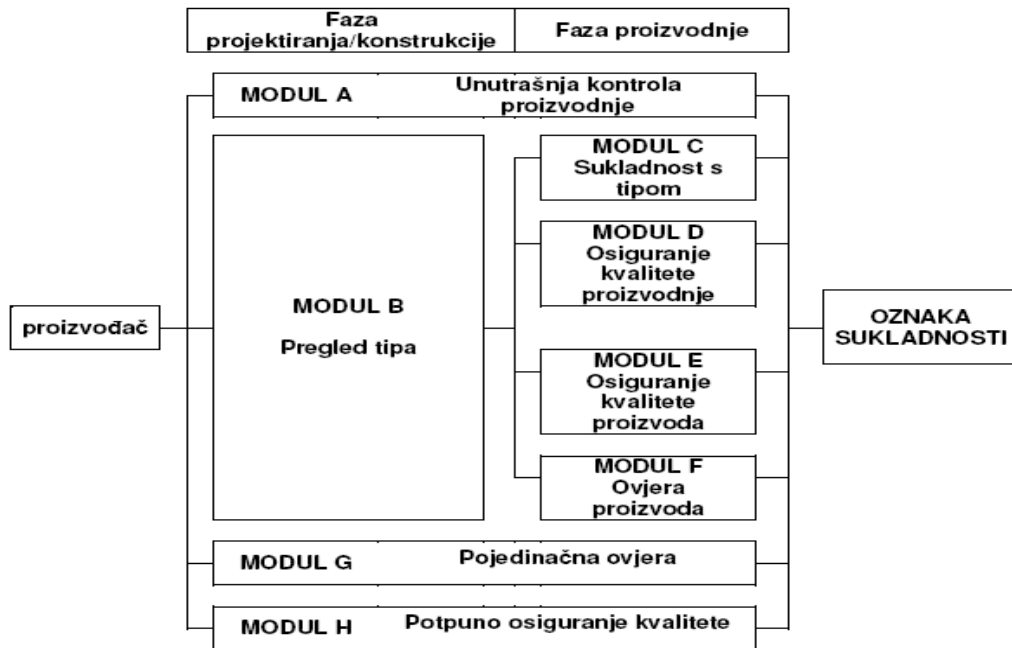 Faza
projektiranja/konstrukcije
Faza proizvodnje
MODUL A
Unutrašnja kontrola
proizvodnje
proizvođač
MODUL B
Pregled tipa
MODUL C
Sukladnost s
tipom
MODUL D
Osiguranje
kvalitete
proizvodnje
MODUL E
Osiguranje
kvalitete
proizvoda
MODUL F
Ovjera
proizvoda
MODUL G
Pojedinačna ovjera
MODUL H
Potpuno osiguranje kvalitete
OZNAKA
SUKLADNOSTI